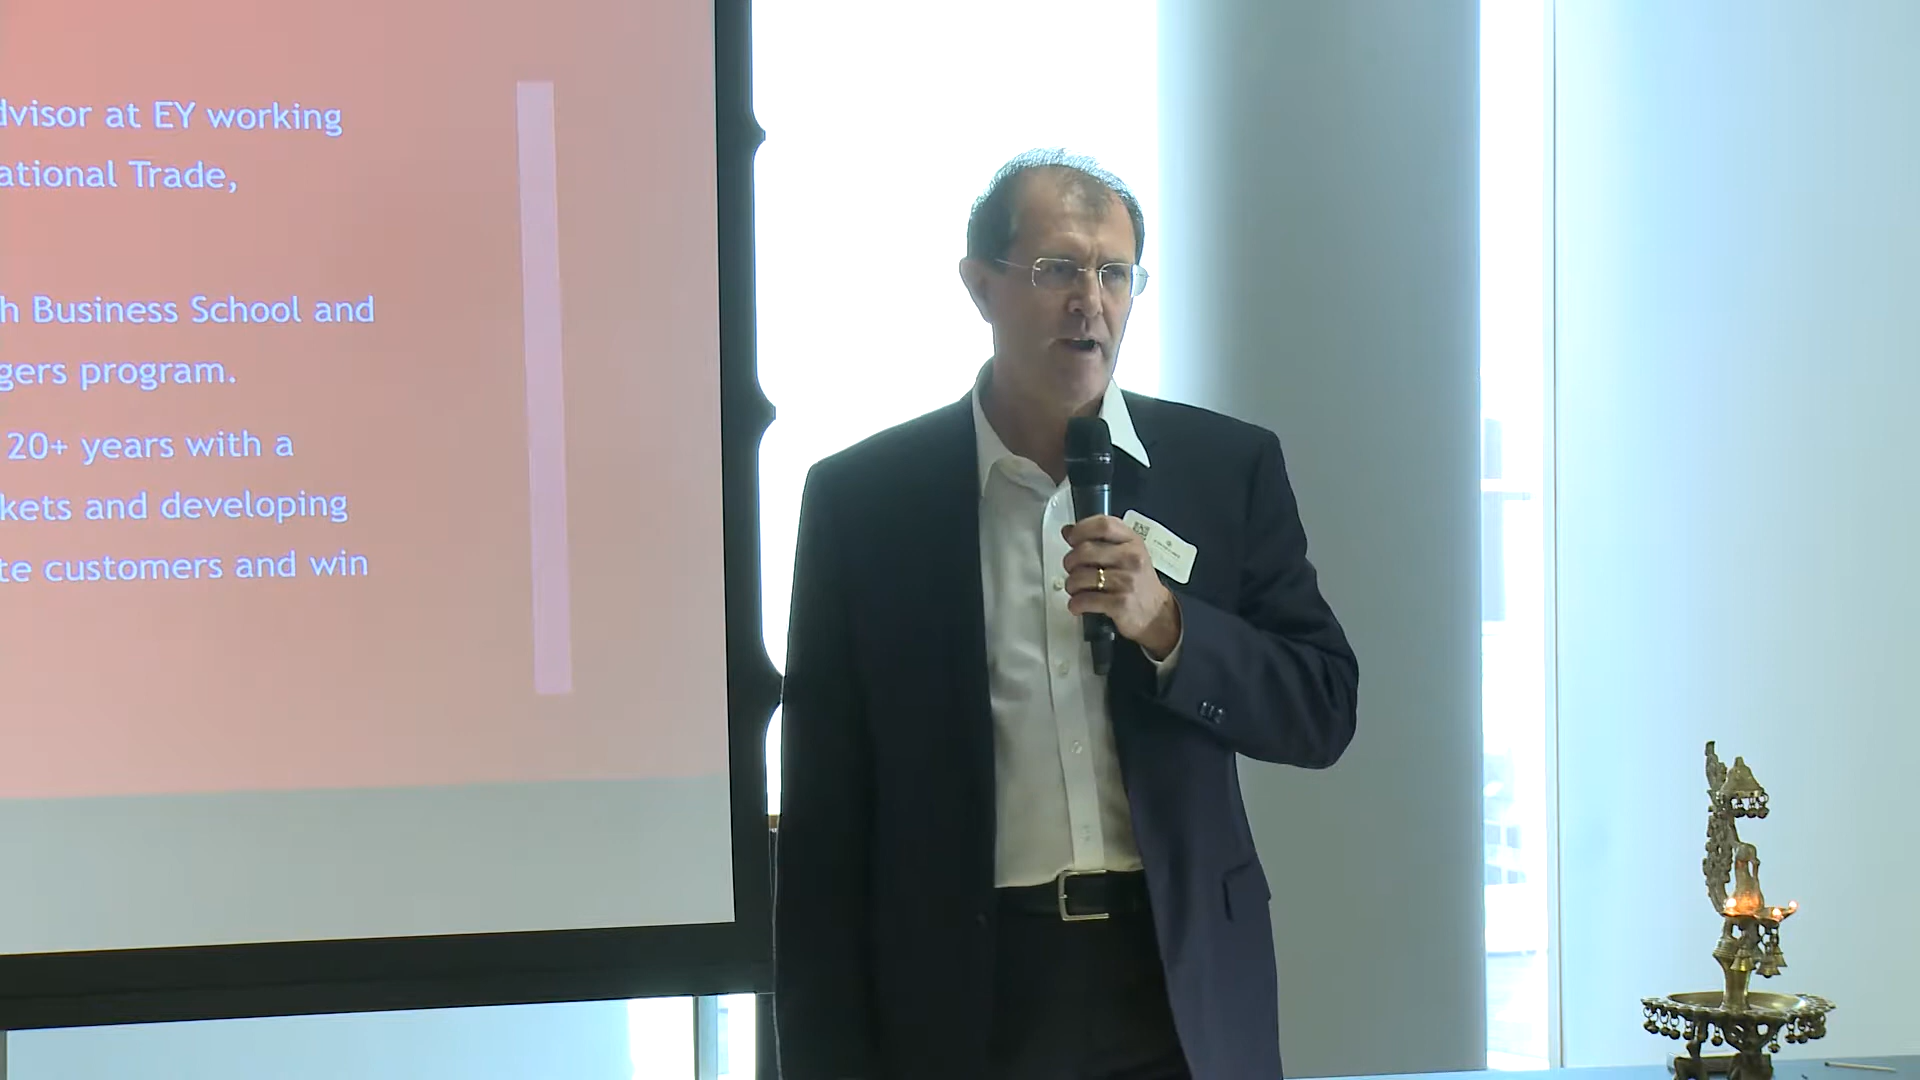 dvisor at EY working
ational Trade,
h Business School and
gers program.
20+ years with a
kets and developing
te customers and win